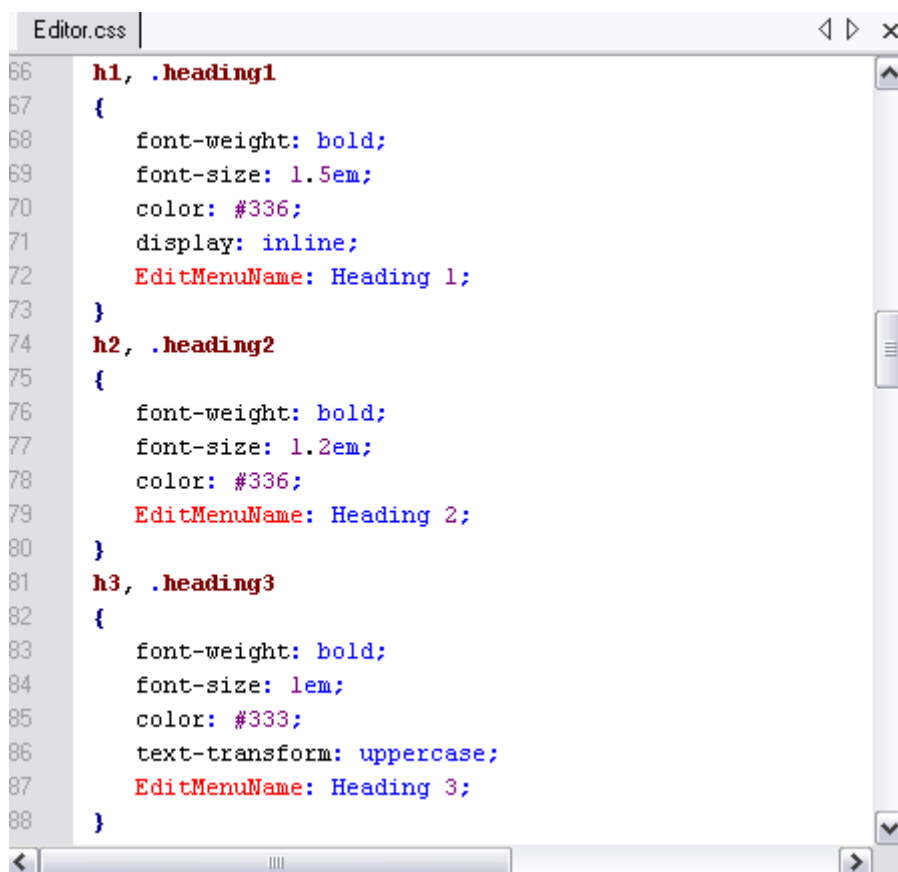 Editor.css
66 h1, .heading1
67 {
68 font-weight: bold;
69 font-size: 1.5em;
70 color: #336;
71 display: inline;
72 EditMenuName: Heading 1;
73 }
74 h2, .heading2
75 {
76 font-weight: bold;
77 font-size: 1.2em;
78 color: #336;
79 EditMenuName: Heading 2;
80 }
81 h3, .heading3
82 {
83 font-weight: bold;
84 font-size: 1em;
85 color: #333;
86 text-transform: uppercase;
87 EditMenuName: Heading 3;
88 }